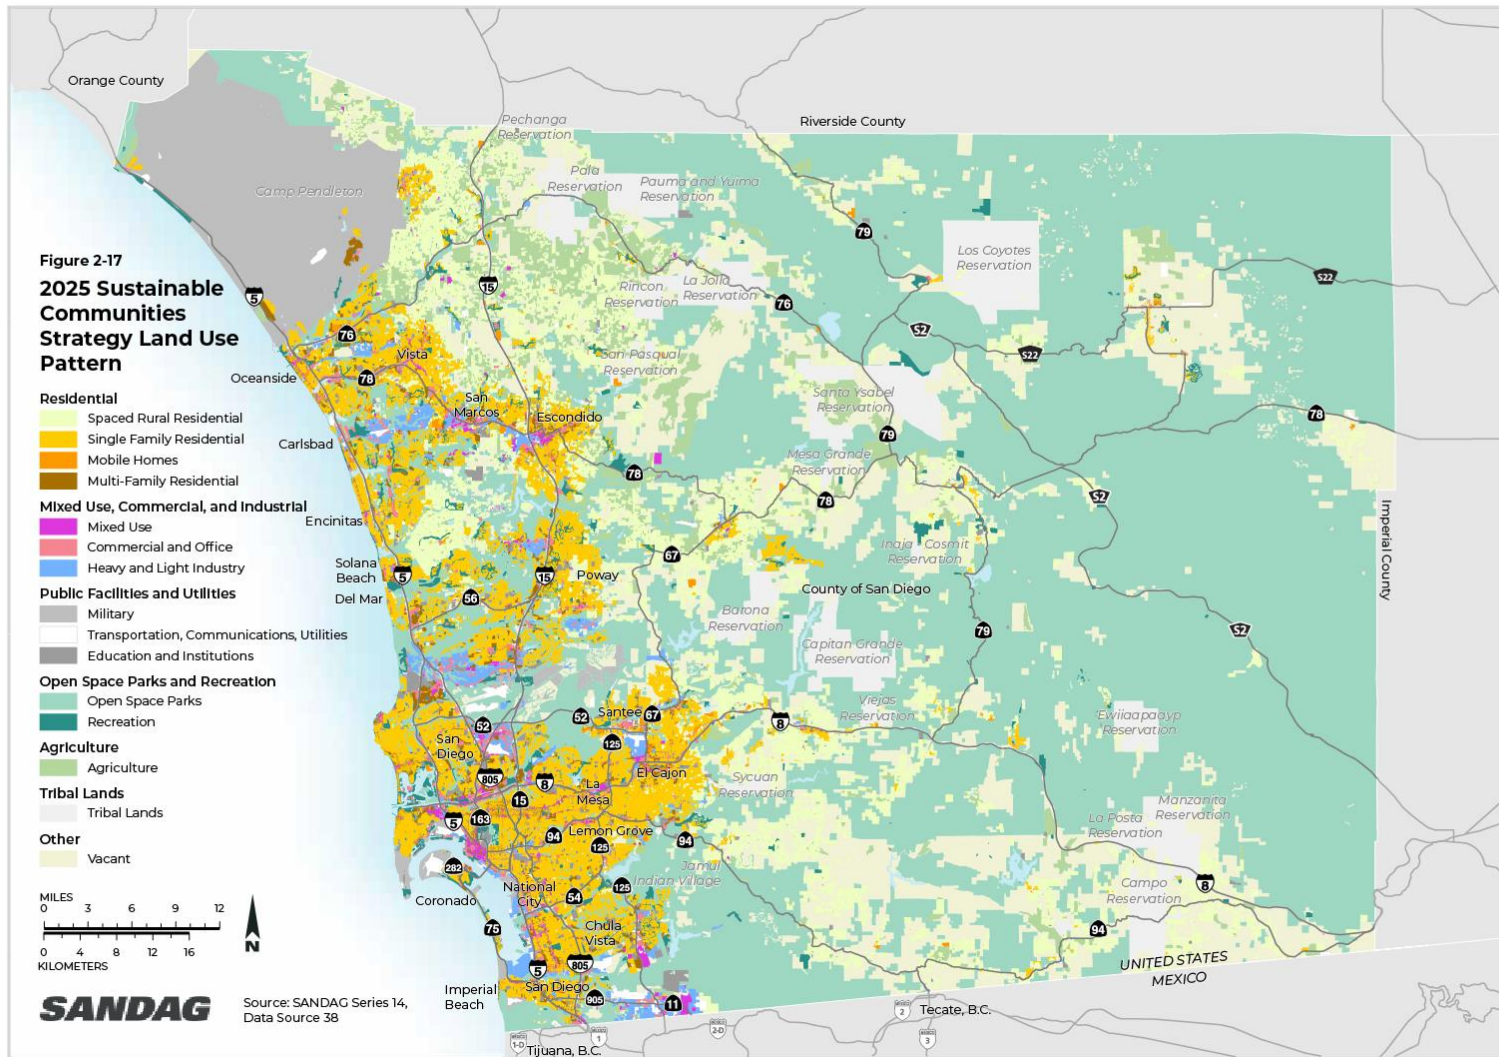 Orange County
Riverside County
Pechanga
Reservation
Pala
Reservation
Pauma and Yuima
Reservation
Camp Pendleton
79
Los Coyotes
Reservation
S22
Figure 2-17
2025 Sustainable
Communities
Strategy Land Use
Pattern
5
15
Rincon
Reservation
La Jolla
Reservation
76
76
S2
S22
Vista
San Pasqual
Reservation
Oceanside
78
Santa Ysabel
Reservation
78
San
Marcos
Escondido
79
Carlsbad
Mesa Grande
Reservation
78
78
S2
Residential
Spaced Rural Residential
Single Family Residential
Mobile Homes
Multi-Family Residential
Mixed Use, Commercial, and Industrial
Mixed Use
Commercial and Office
Heavy and Light Industry
Public Facilities and Utilities
Military
Transportation, Communications, Utilities
Education and Institutions
Open Space Parks and Recreation
Open Space Parks
Recreation
Agriculture
Agriculture
Tribal Lands
Tribal Lands
Other
Vacant
Encinitas
Solana
Beach
Del Mar
5
56
15
Poway
67
Inaja - Cosmit
Reservation
County of San Diego
Imperial County
Barona
Reservation
Capitan Grande
Reservation
79
S2
Viejas
Reservation
Ewiiaapaayp
Reservation
52
52
Santee
67
8
San
Diego
125
805
8
El Cajon
La
Mesa
Sycuan
Reservation
15
5
163
94
Lemon Grove
125
94
Manzanita
Reservation
La Posta
Reservation
282
Jamul
Indian Village
Coronado
National
City
54
125
Campo
Reservation
8
75
Chula
Vista
94
5
805
UNITED STATES
MEXICO
Imperial
Beach
San Diego
905
11
MILES
0 3 6 9 12
0 4 8 12 16
KILOMETERS
N
SANDAG
Source: SANDAG Series 14,
Data Source 38
Tecate, B.C.
2
3
1-D
1
2-D
Tijuana, B.C.